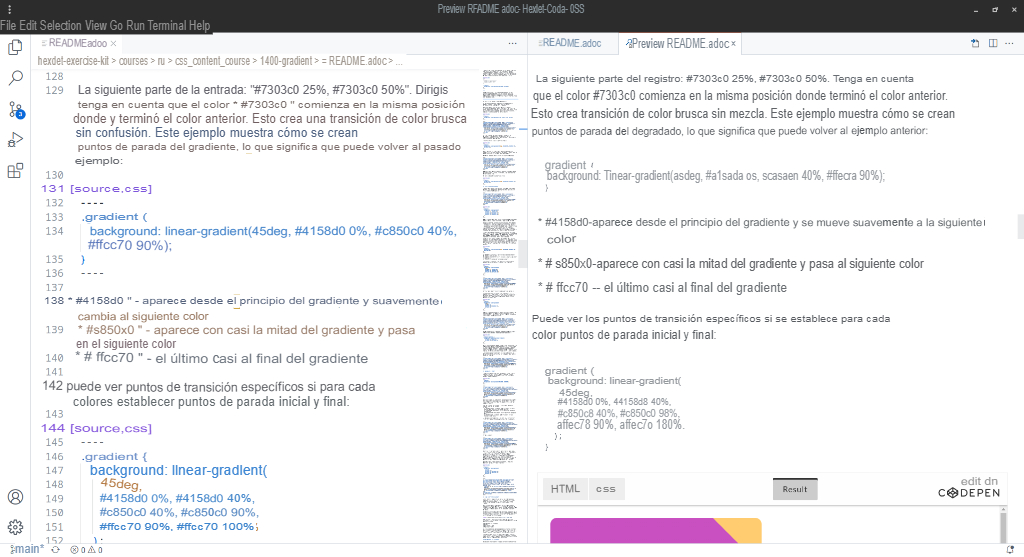 Preview RFADME adoc- Hexlet-Coda- 0SS
File Edit Selection View Go Run Terminal Help
READMEadoo ×
hexdet-exercise-kit > courses > ru > css_content_course > 1400-gradient > = README.adoc > ...
128
129 La siguiente parte de la entrada: "#7303c0 25%, #7303c0 50%". Dirigis
tenga en cuenta que el color * #7303c0 " comienza en la misma posición
donde y terminó el color anterior. Esto crea una transición de color brusca
sin confusión. Este ejemplo muestra cómo se crean
puntos de parada del gradiente, lo que significa que puede volver al pasado
ejemplo:
130
131 [source,css]
132 ----
133 .gradient (
134 background: linear-gradient(45deg, #4158d0 0%, #c850c0 40%,
#ffcc70 90%);
135 }
136 ----
137
138 * #4158d0 " - aparece desde el principio del gradiente y suavemente
cambia al siguiente color
139 * #s850x0 " - aparece con casi la mitad del gradiente y pasa
en el siguiente color
140 * # ffcc70 " - el último casi al final del gradiente
141
142 puede ver puntos de transición específicos si para cada
colores establecer puntos de parada inicial y final:
143
144 [source,css]
145 ----
146 .gradient {
147 background: lInear-gradient(
148 45deg,
149 #4158d0 0%, #4158d0 40%,
150 #c850c0 40%, #c850c0 90%,
151 #ffcc70 90%, #ffcc70 100%;
152 );
main*
0 0
README.adoc
Preview README.adoc ×
La siguiente parte del registro: #7303c0 25%, #7303c0 50%. Tenga en cuenta
que el color #7303c0 comienza en la misma posición donde terminó el color anterior.
Esto crea transición de color brusca sin mezcla. Este ejemplo muestra cómo se crean
puntos de parada del degradado, lo que significa que puede volver al ejemplo anterior:
gradient {
background: Tinear-gradient(asdeg, #a1sada os, scasaen 40%, #ffecra 90%);
}
* #4158d0-aparece desde el principio del gradiente y se mueve suavemente a la siguiente
color
* # s850x0-aparece con casi la mitad del gradiente y pasa al siguiente color
* # ffcc70 -- el último casi al final del gradiente
Puede ver los puntos de transición específicos si se establece para cada
color puntos de parada inicial y final:
gradient (
background: linear-gradient(
45deg,
#4158d0 0%, 44158d8 40%,
#c850c8 40%, #c850c0 98%,
affec78 90%, affec7o 180%.
);
}
HTML css
Result
edit dn
CODEPEN